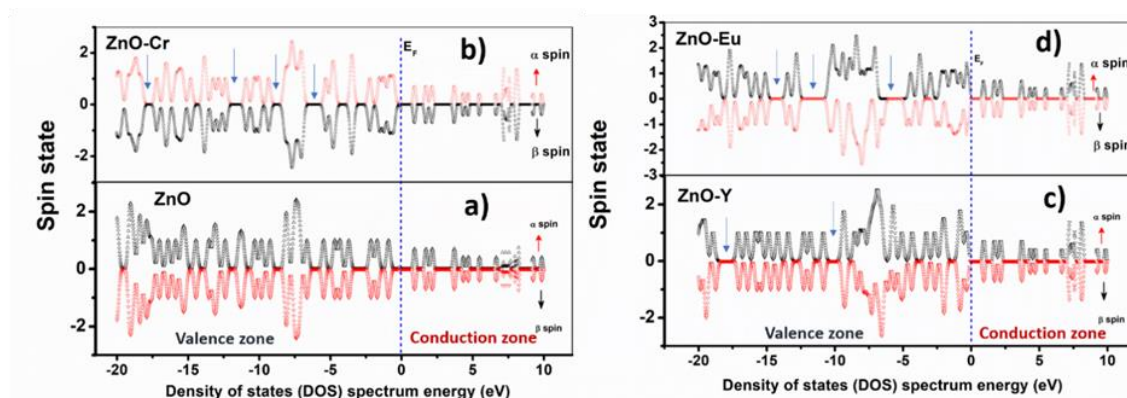 ZnO-Cr
b)
E_F
α spin
β spin
2
0
-2
Spin state
ZnO
a)
α spin
β spin
2
0
-2
Valence zone
Conduction zone
-20 -15 -10 -5 0 5 10
Density of states (DOS) spectrum energy (eV)
ZnO-Eu
d)
E_F
α spin
β spin
3
2
1
0
-1
-2
-3
Spin state
ZnO-Y
c)
α spin
β spin
2
0
-2
Valence zone
Conduction zone
-20 -15 -10 -5 0 5 10
Density of states (DOS) spectrum energy (eV)